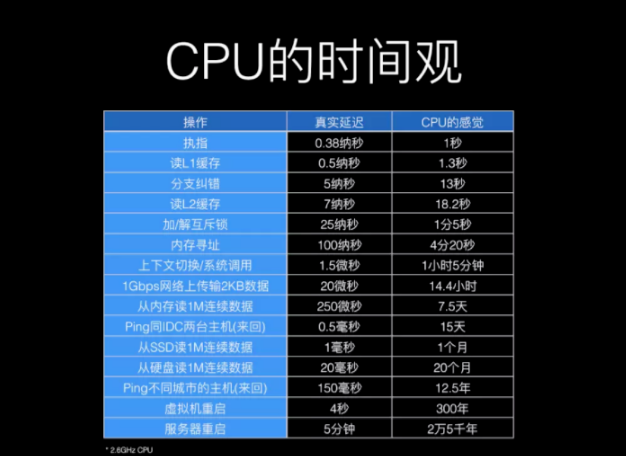 CPU的时间观
操作 真实延迟 CPU的感觉
执指 0.38纳秒 1秒
读L1缓存 0.5纳秒 1.3秒
分支纠错 5纳秒 13秒
读L2缓存 7纳秒 18.2秒
加/解互斥锁 25纳秒 1分5秒
内存寻址 100纳秒 4分20秒
上下文切换/系统调用 1.5微秒 1小时5分钟
1Gbps网络上传输2KB数据 20微秒 14.4小时
从内存读1M连续数据 250微秒 7.5天
Ping同IDC两台主机(来回) 0.5毫秒 15天
从SSD读1M连续数据 1毫秒 1个月
从硬盘读1M连续数据 20毫秒 20个月
Ping不同城市的主机(来回) 150毫秒 12.5年
虚拟机重启 4秒 300年
服务器重启 5分钟 2万5千年
* 2.6GHz CPU